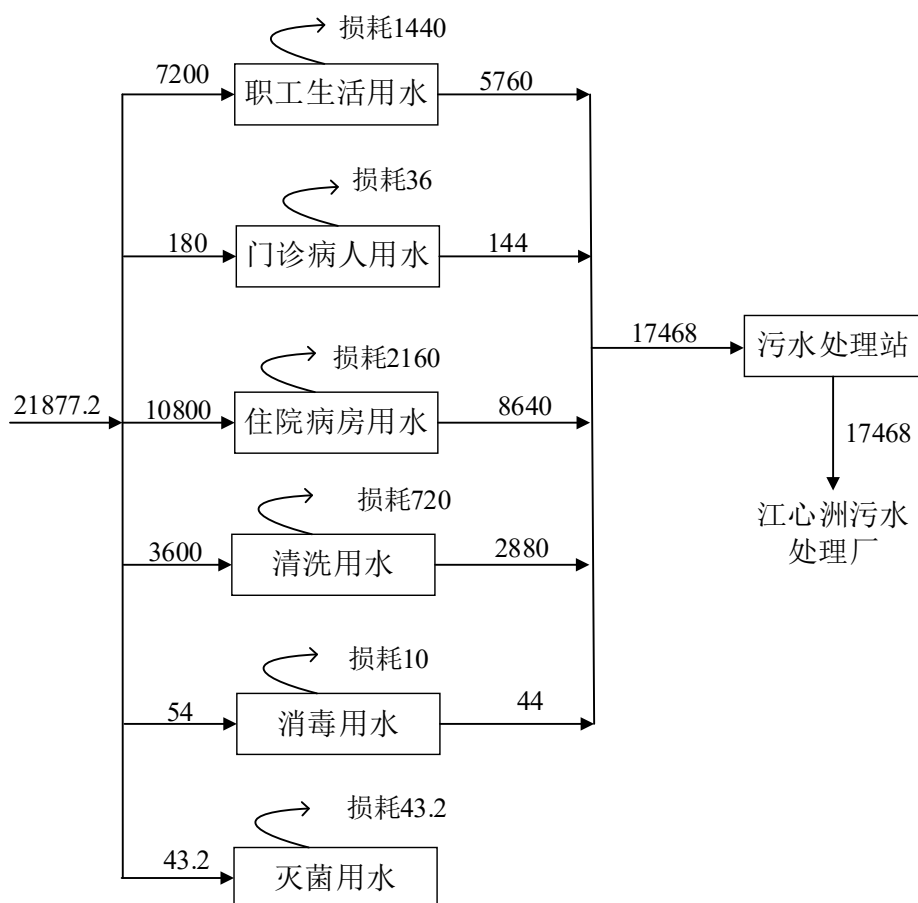 损耗1440
7200
职工生活用水
5760
损耗36
180
门诊病人用水
144
17468
污水处理站
损耗2160
21877.2
10800
住院病房用水
8640
17468
江心洲污水
处理厂
损耗720
3600
清洗用水
2880
损耗10
54
消毒用水
44
损耗43.2
43.2
灭菌用水